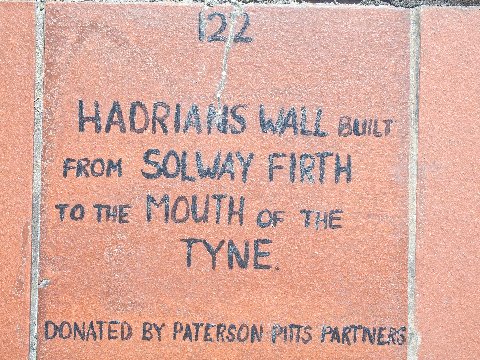 122
HADRIANS WALL BUILT
FROM SOLWAY FIRTH
TO THE MOUTH OF THE
TYNE.
DONATED BY PATERSON PITTS PARTNERS